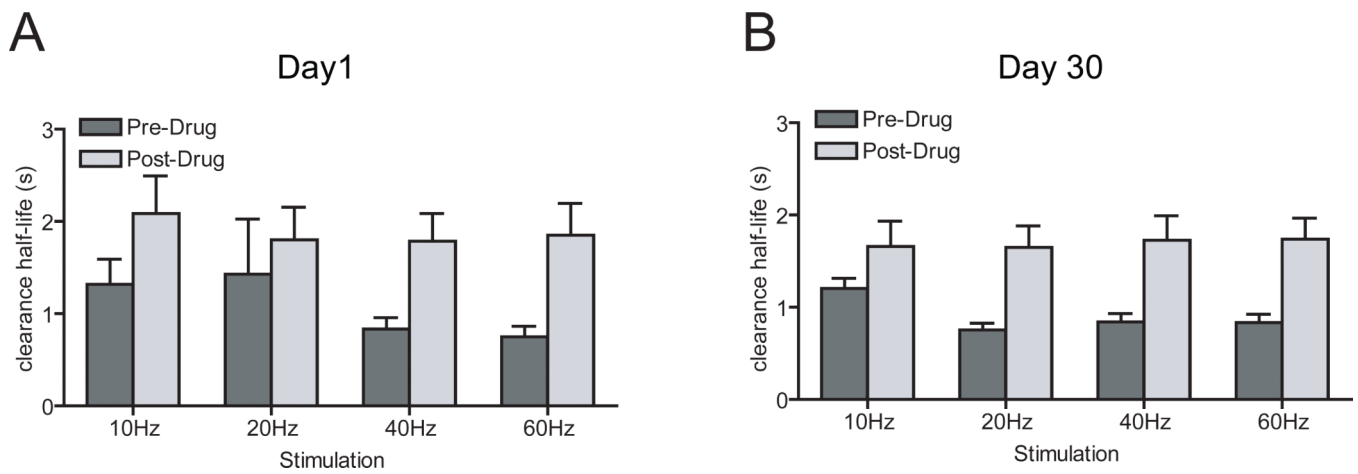 A
Day1
Pre-Drug
Post-Drug
clearance half-life (s)
3
2
1
0
10Hz
20Hz
40Hz
60Hz
Stimulation
B
Day 30
Pre-Drug
Post-Drug
clearance half-life (s)
3
2
1
0
10Hz
20Hz
40Hz
60Hz
Stimulation